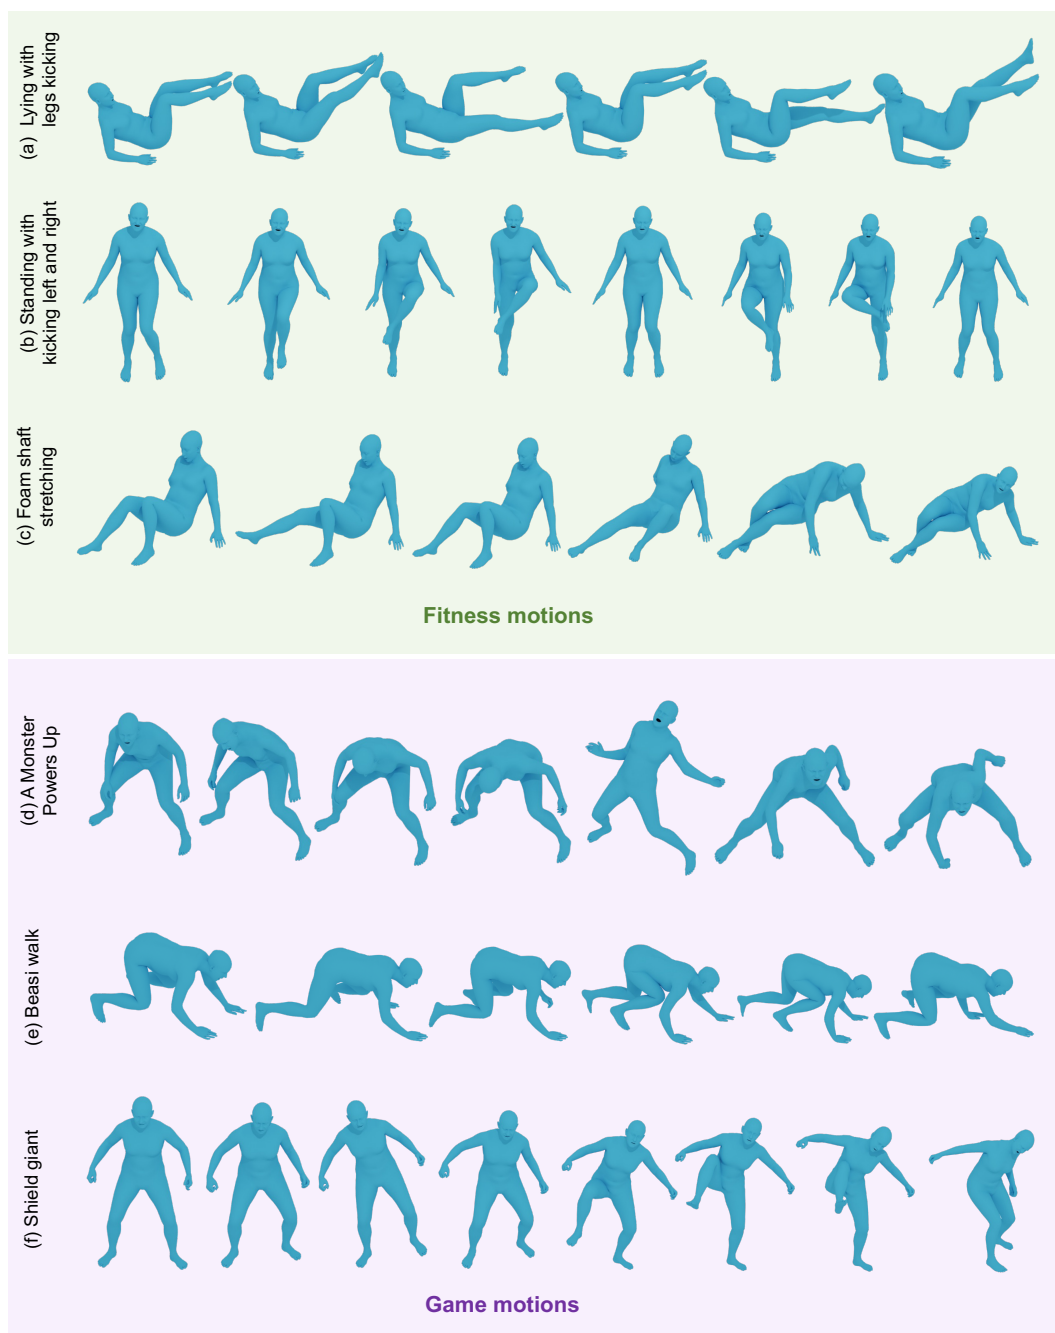 (a) Lying with
legs kicking
(b) Standing with
kicking left and right
(c) Foam shaft
stretching
Fitness motions
(d) A Monster
Powers Up
(e) Beasi walk
(f) Shield giant
Game motions